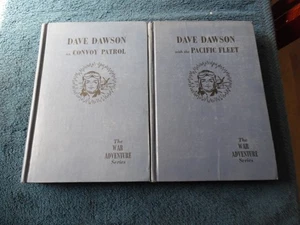 DAVE DAWSON
on CONVOY PATROL
The
WAR
ADVENTURE
Series
DAVE DAWSON
with the PACIFIC FLEET
The
WAR
ADVENTURE
Series